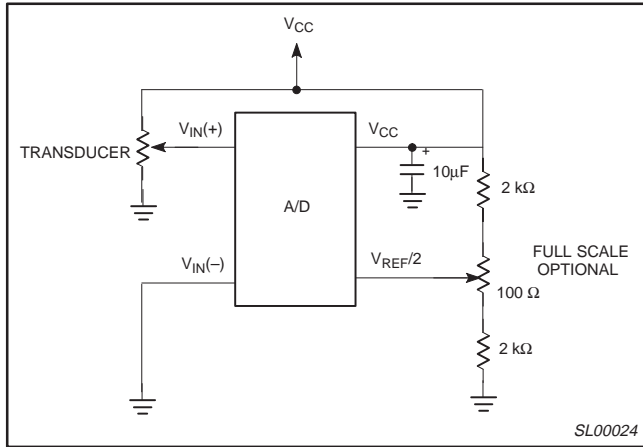 VCC
VIN(+)
VCC
TRANSDUCER
+
10µF
2 kΩ
A/D
VIN(–)
VREF/2
FULL SCALE
OPTIONAL
100 Ω
2 kΩ
SL00024